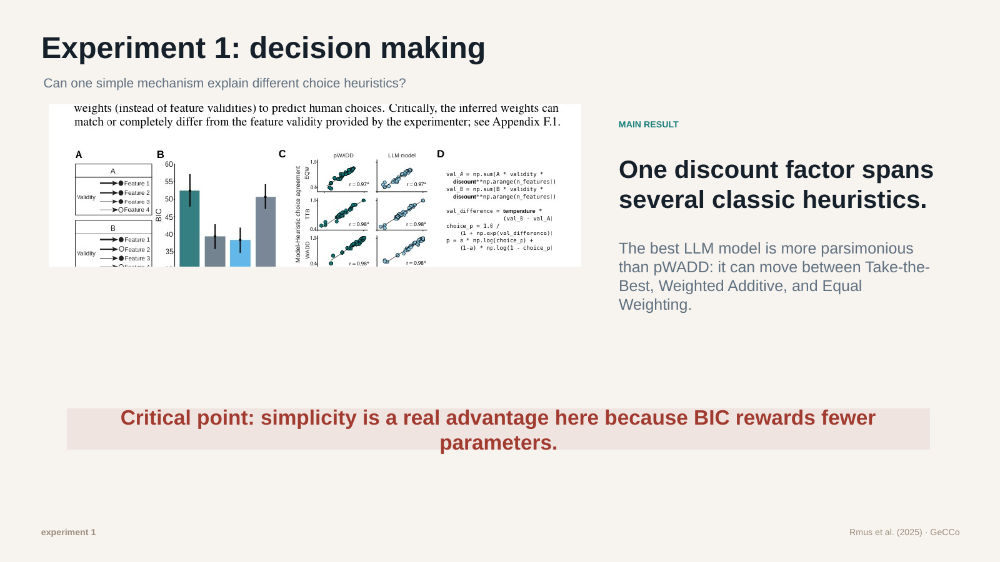 Experiment 1: decision making
Can one simple mechanism explain different choice heuristics?
weights (instead of feature validities) to predict human choices. Critically, the inferred weights can
match or completely differ from the feature validity provided by the experimenter; see Appendix F.1.
A
A
Validity
Feature 1
Feature 2
Feature 3
Feature 4
B
Validity
Feature 1
Feature 2
Feature 3
B
BIC
60
55
50
45
40
35
C
Model-Heuristic choice agreement
pWADD
LLM model
EQW
1.0
0.4
r = 0.97*
r = 0.97*
TTB
1.0
0.4
r = 0.98*
r = 0.98*
WADD
1.0
0.4
r = 0.98*
r = 0.98*
D
val_A = np.sum(A * validity *
discount**np.arange(n_features))
val_B = np.sum(B * validity *
discount**np.arange(n_features))
val_difference = temperature *
(val_B - val_A)
choice_p = 1.0 /
(1 + np.exp(val_difference))
p = a * np.log(choice_p) +
(1-a) * np.log(1 - choice_p)
MAIN RESULT
One discount factor spans
several classic heuristics.
The best LLM model is more parsimonious
than pWADD: it can move between Take-the-
Best, Weighted Additive, and Equal
Weighting.
Critical point: simplicity is a real advantage here because BIC rewards fewer
parameters.
experiment 1
Rmus et al. (2025) · GeCCo